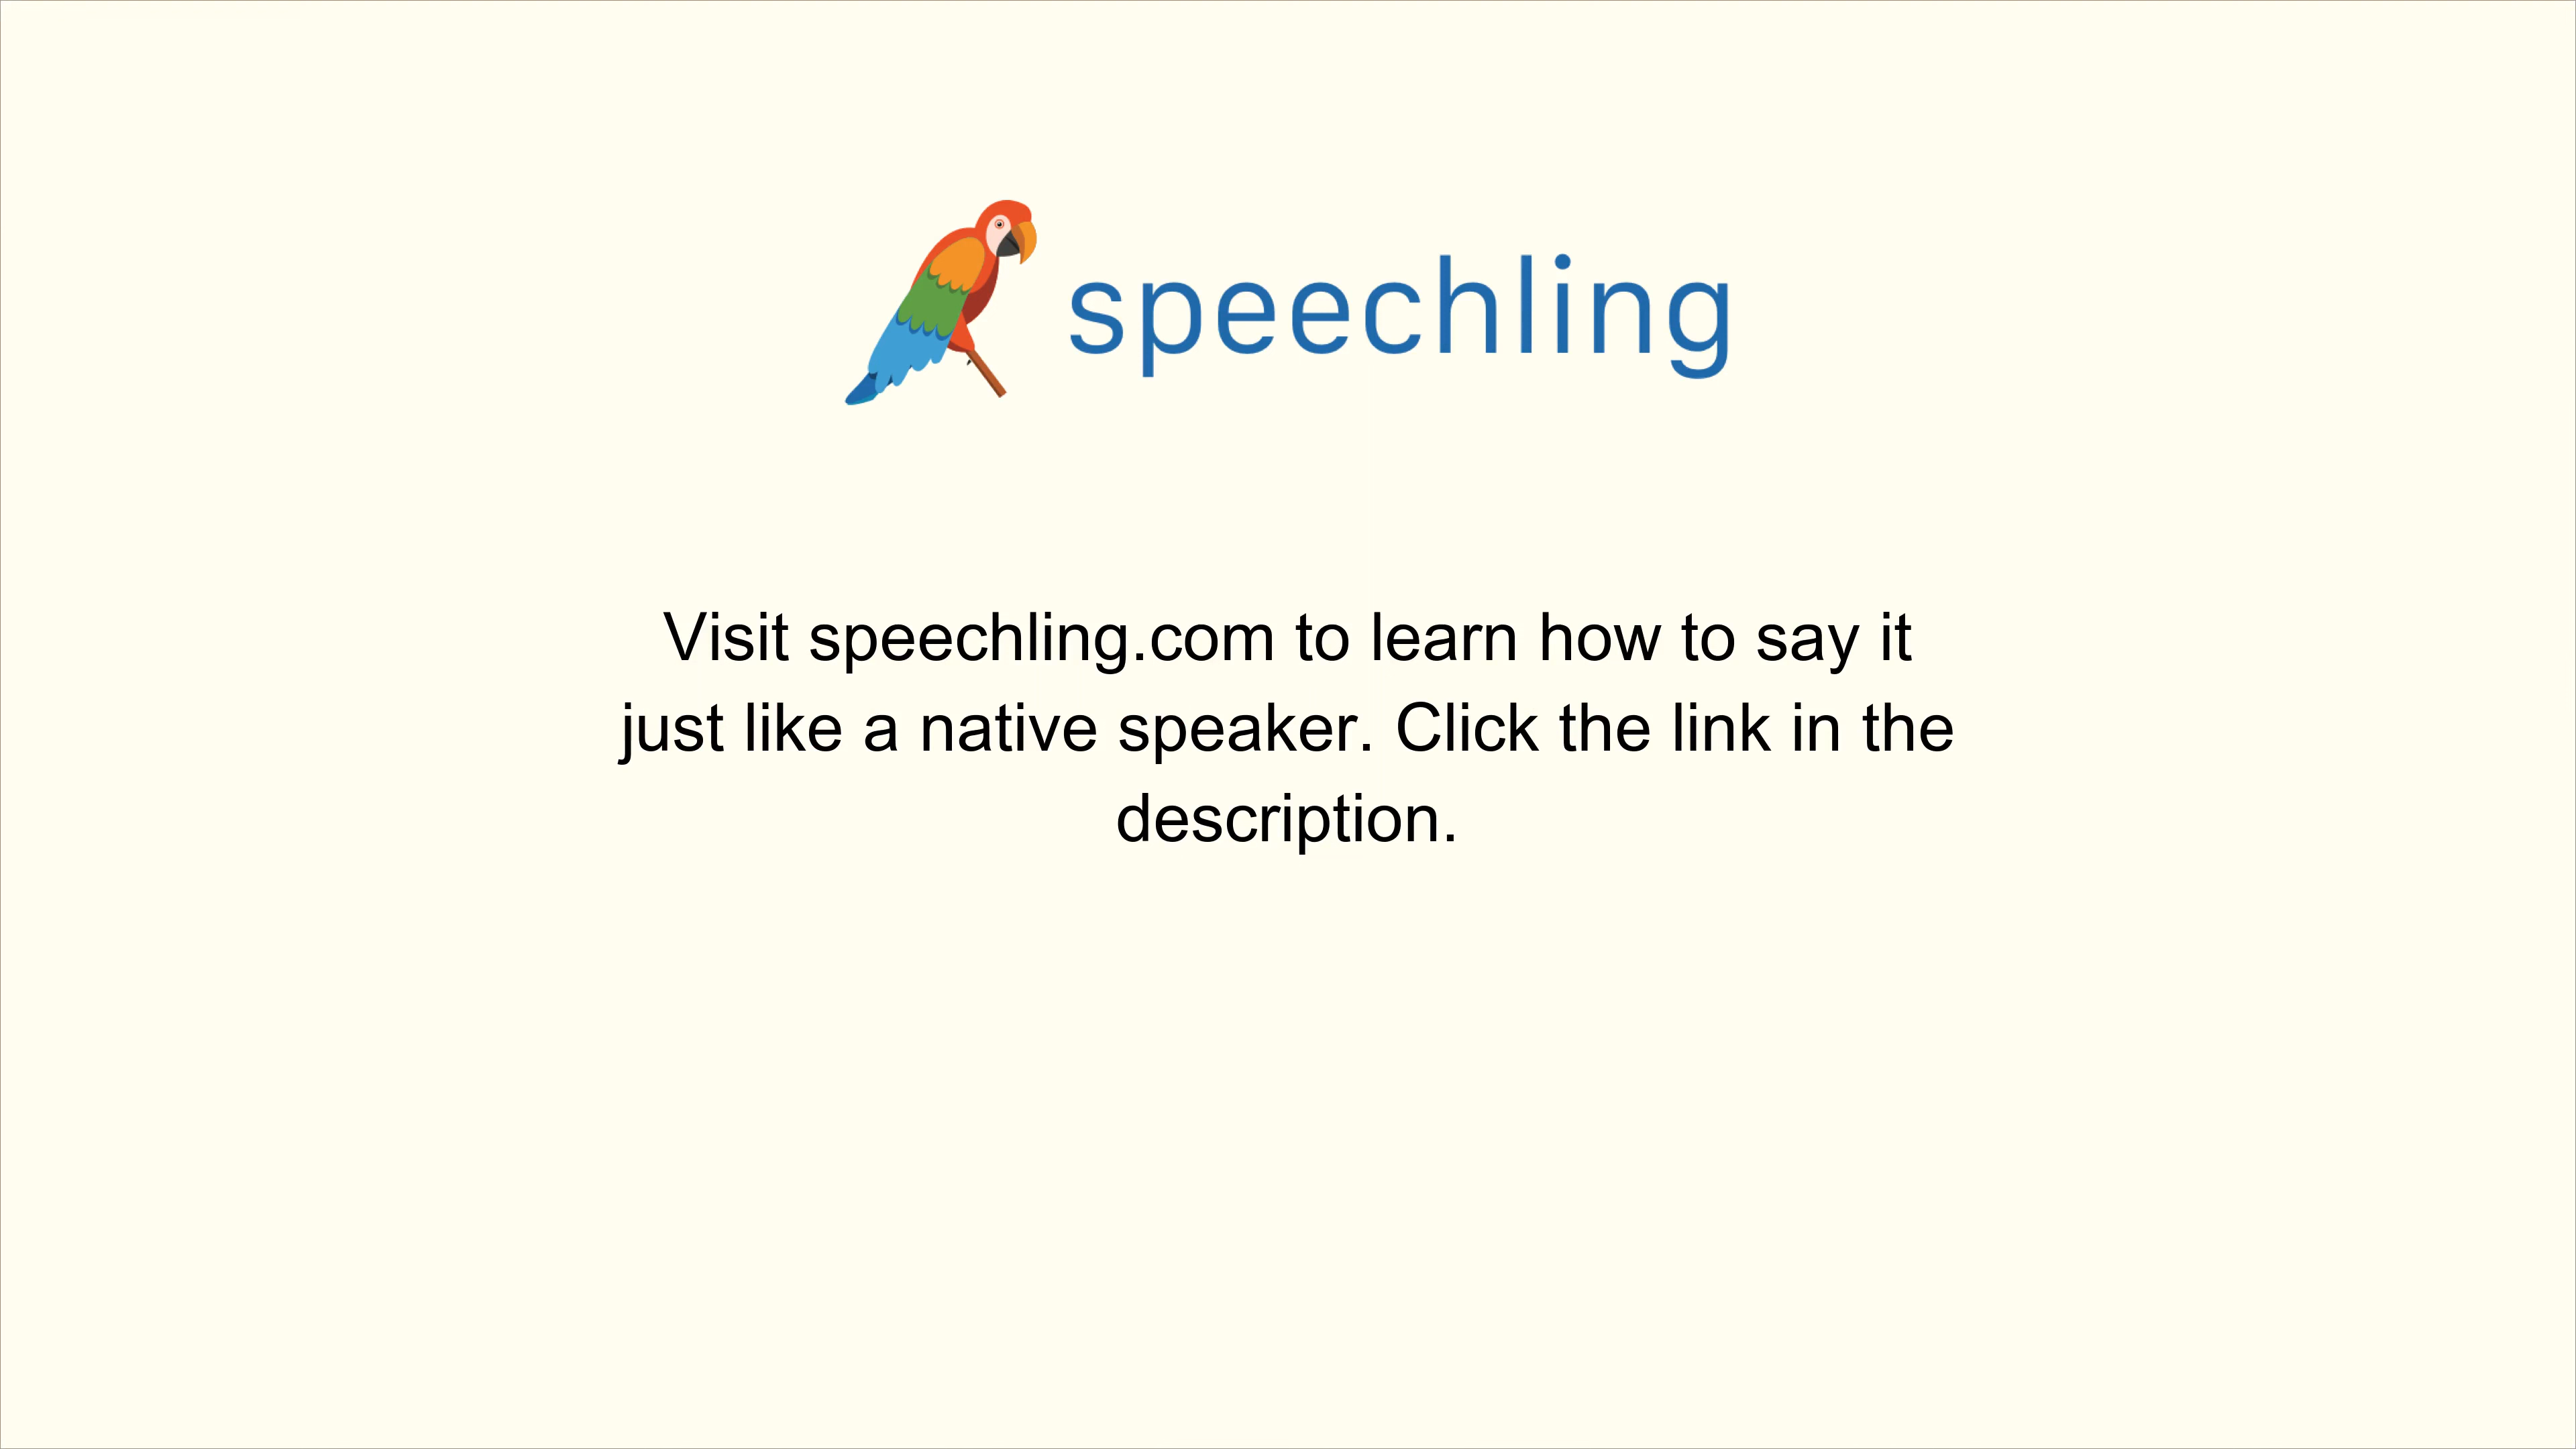 speechling
Visit speechling.com to learn how to say it
just like a native speaker. Click the link in the
description.